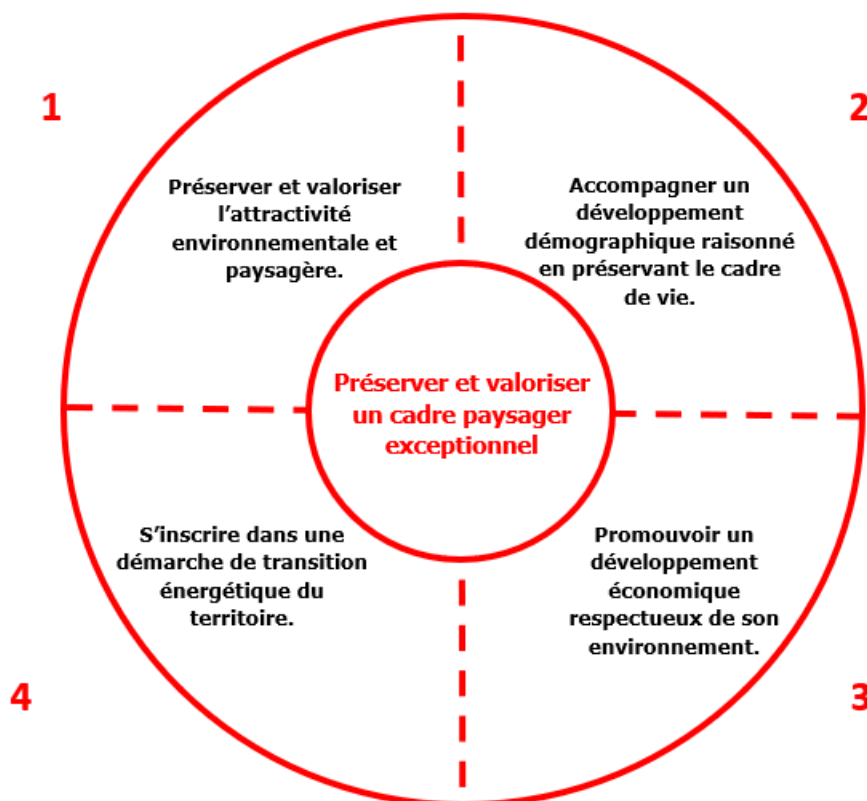 1
Préserver et valoriser
l'attractivité
environnementale et
paysagère.
2
Accompagner un
développement
démographique raisonné
en préservant le cadre
de vie.
Préserver et valoriser
un cadre paysager
exceptionnel
3
Promouvoir un
développement
économique
respectueux de son
environnement.
4
S'inscrire dans une
démarche de transition
énergétique du
territoire.